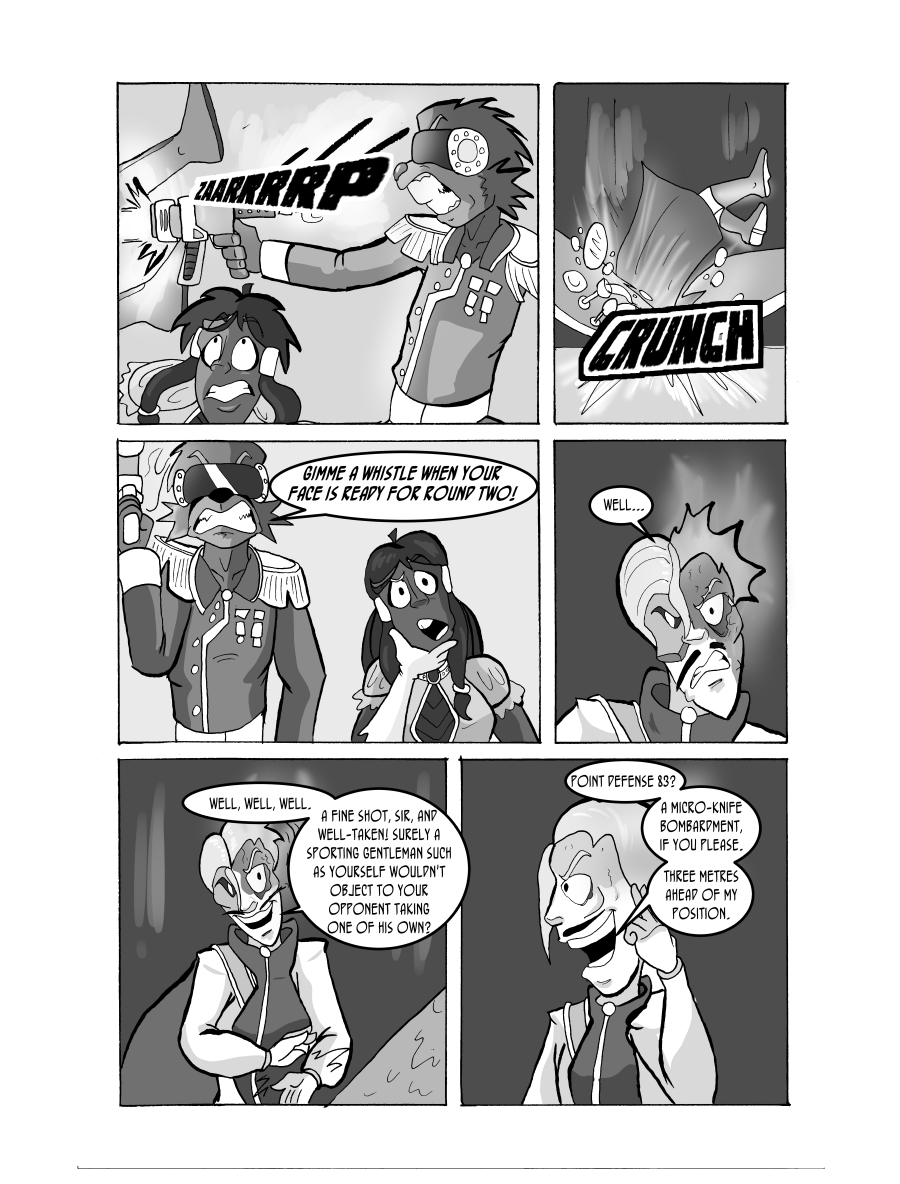 ZAARRRRP
CRUNCH
GIMME A WHISTLE WHEN YOUR
FACE IS READY FOR ROUND TWO!
WELL...
WELL, WELL, WELL.
A FINE SHOT, SIR, AND
WELL-TAKEN! SURELY A
SPORTING GENTLEMAN SUCH
AS YOURSELF WOULDN'T
OBJECT TO YOUR
OPPONENT TAKING
ONE OF HIS OWN?
POINT DEFENSE 83?
A MICRO-KNIFE
BOMBARDMENT,
IF YOU PLEASE.
THREE METRES
AHEAD OF MY
POSITION.